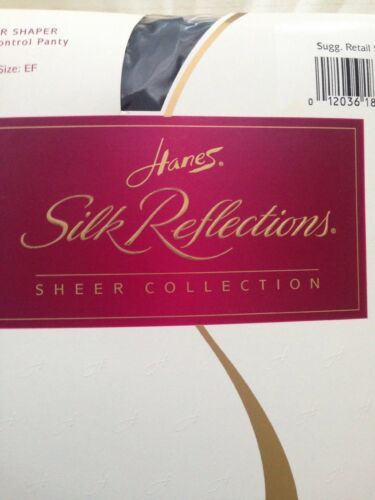 R SHAPER
ontrol Panty
Size: EF
Sugg. Retail
0 12036 18
Hanes®
Silk Reflections®
SHEER COLLECTION